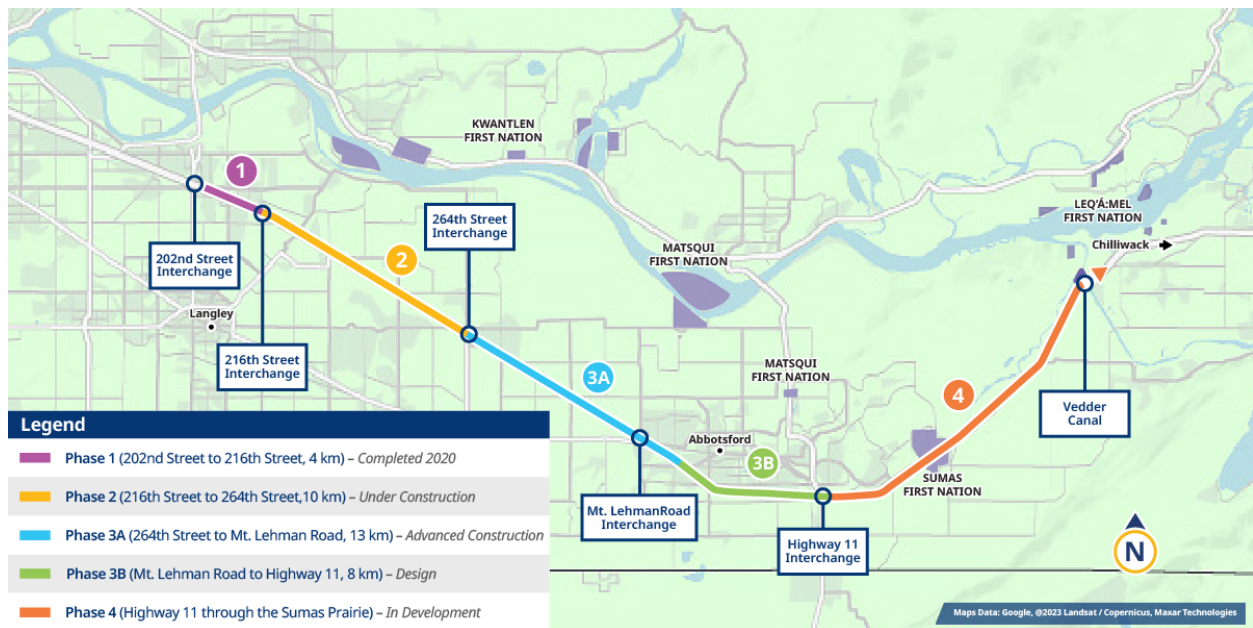 KWANTLEN
FIRST NATION
1
264th Street
Interchange
LEQ'Á:MEL
FIRST NATION
Chilliwack
202nd Street
Interchange
2
MATSQUI
FIRST NATION
Langley
216th Street
Interchange
3A
MATSQUI
FIRST NATION
4
Vedder
Canal
Abbotsford
3B
SUMAS
FIRST NATION
Mt. LehmanRoad
Interchange
Highway 11
Interchange
N
Legend
Phase 1 (202nd Street to 216th Street, 4 km) – Completed 2020
Phase 2 (216th Street to 264th Street,10 km) – Under Construction
Phase 3A (264th Street to Mt. Lehman Road, 13 km) – Advanced Construction
Phase 3B (Mt. Lehman Road to Highway 11, 8 km) – Design
Phase 4 (Highway 11 through the Sumas Prairie) – In Development
Maps Data: Google, @2023 Landsat / Copernicus, Maxar Technologies